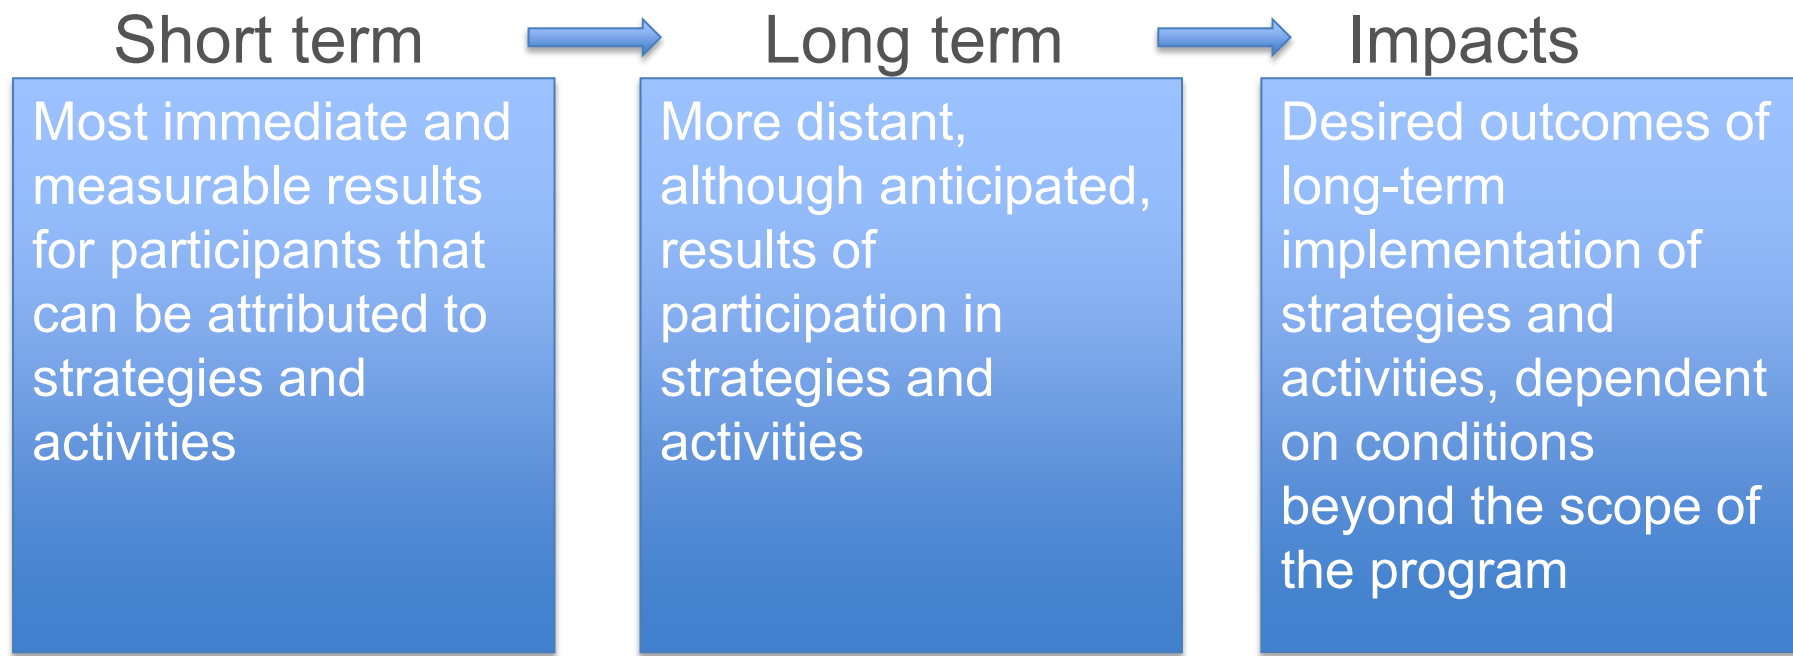 Short term
Long term
Impacts
Most immediate and
measurable results
for participants that
can be attributed to
strategies and
activities
More distant,
although anticipated,
results of
participation in
strategies and
activities
Desired outcomes of
long-term
implementation of
strategies and
activities, dependent
on conditions
beyond the scope of
the program